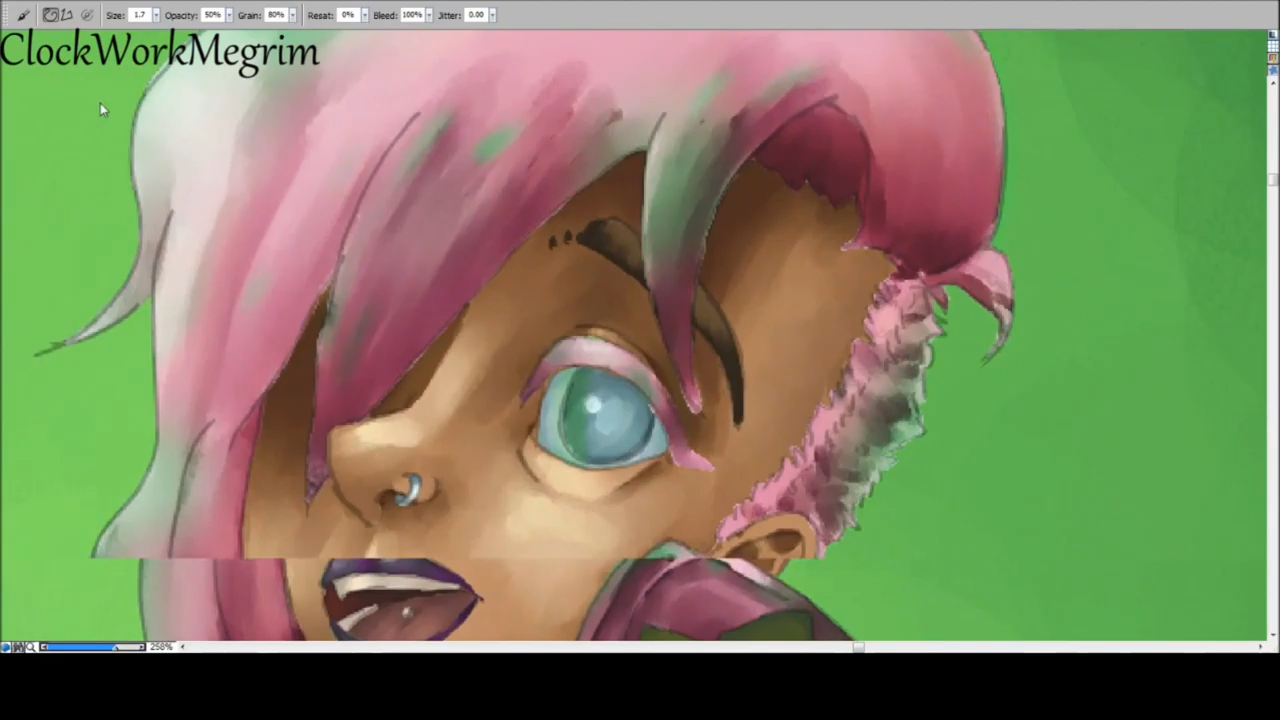 Size: 1.7 Opacity: 50% Grain: 80% Resat: 0% Bleed: 100% Jitter: 0.00
ClockWorkMegrim
258%